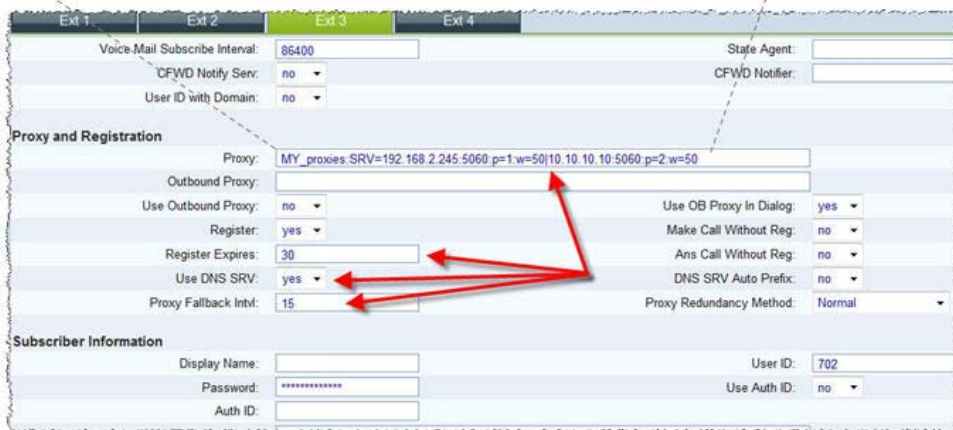 Ext 1 Ext 2 Ext 3 Ext 4
Voice Mail Subscribe Interval: 86400 State Agent:
CFWD Notify Serv: no CFWD Notifier:
User ID with Domain: no
Proxy and Registration
Proxy: MY_proxies:SRV=192.168.2.245:5060:p=1:w=50|10.10.10.10:5060:p=2:w=50
Outbound Proxy:
Use Outbound Proxy: no Use OB Proxy In Dialog: yes
Register: yes Make Call Without Reg: no
Register Expires: 30 Ans Call Without Reg: no
Use DNS SRV: yes DNS SRV Auto Prefix: no
Proxy Fallback Intvl: 15 Proxy Redundancy Method: Normal
Subscriber Information
Display Name: User ID: 702
Password: ************* Use Auth ID: no
Auth ID: